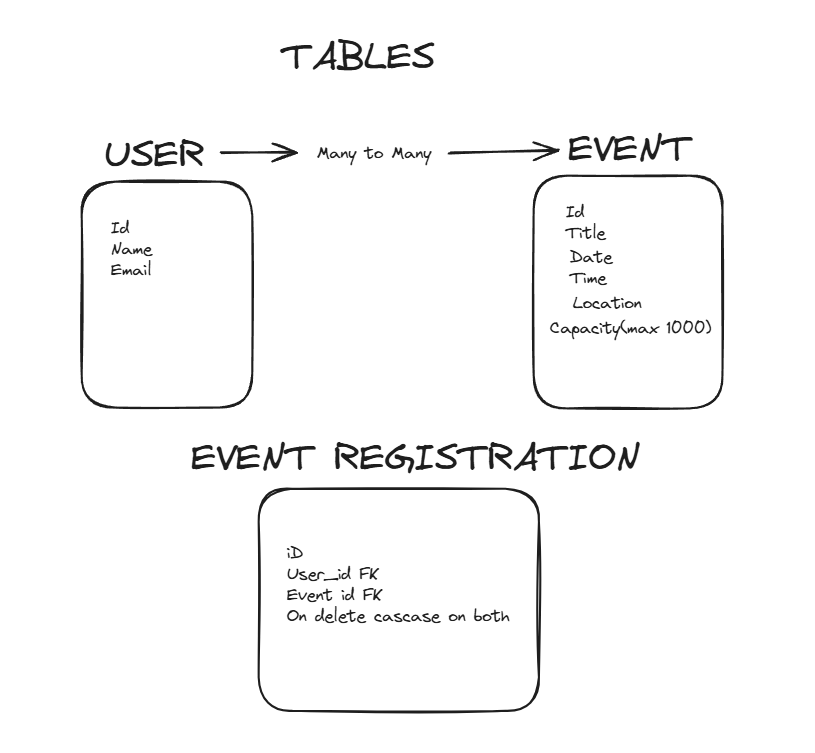 TABLES
USER
Many to Many
EVENT
Id
Name
Email
Id
Title
Date
Time
Location
Capacity(max 1000)
EVENT REGISTRATION
iD
User_id FK
Event id FK
On delete cascase on both